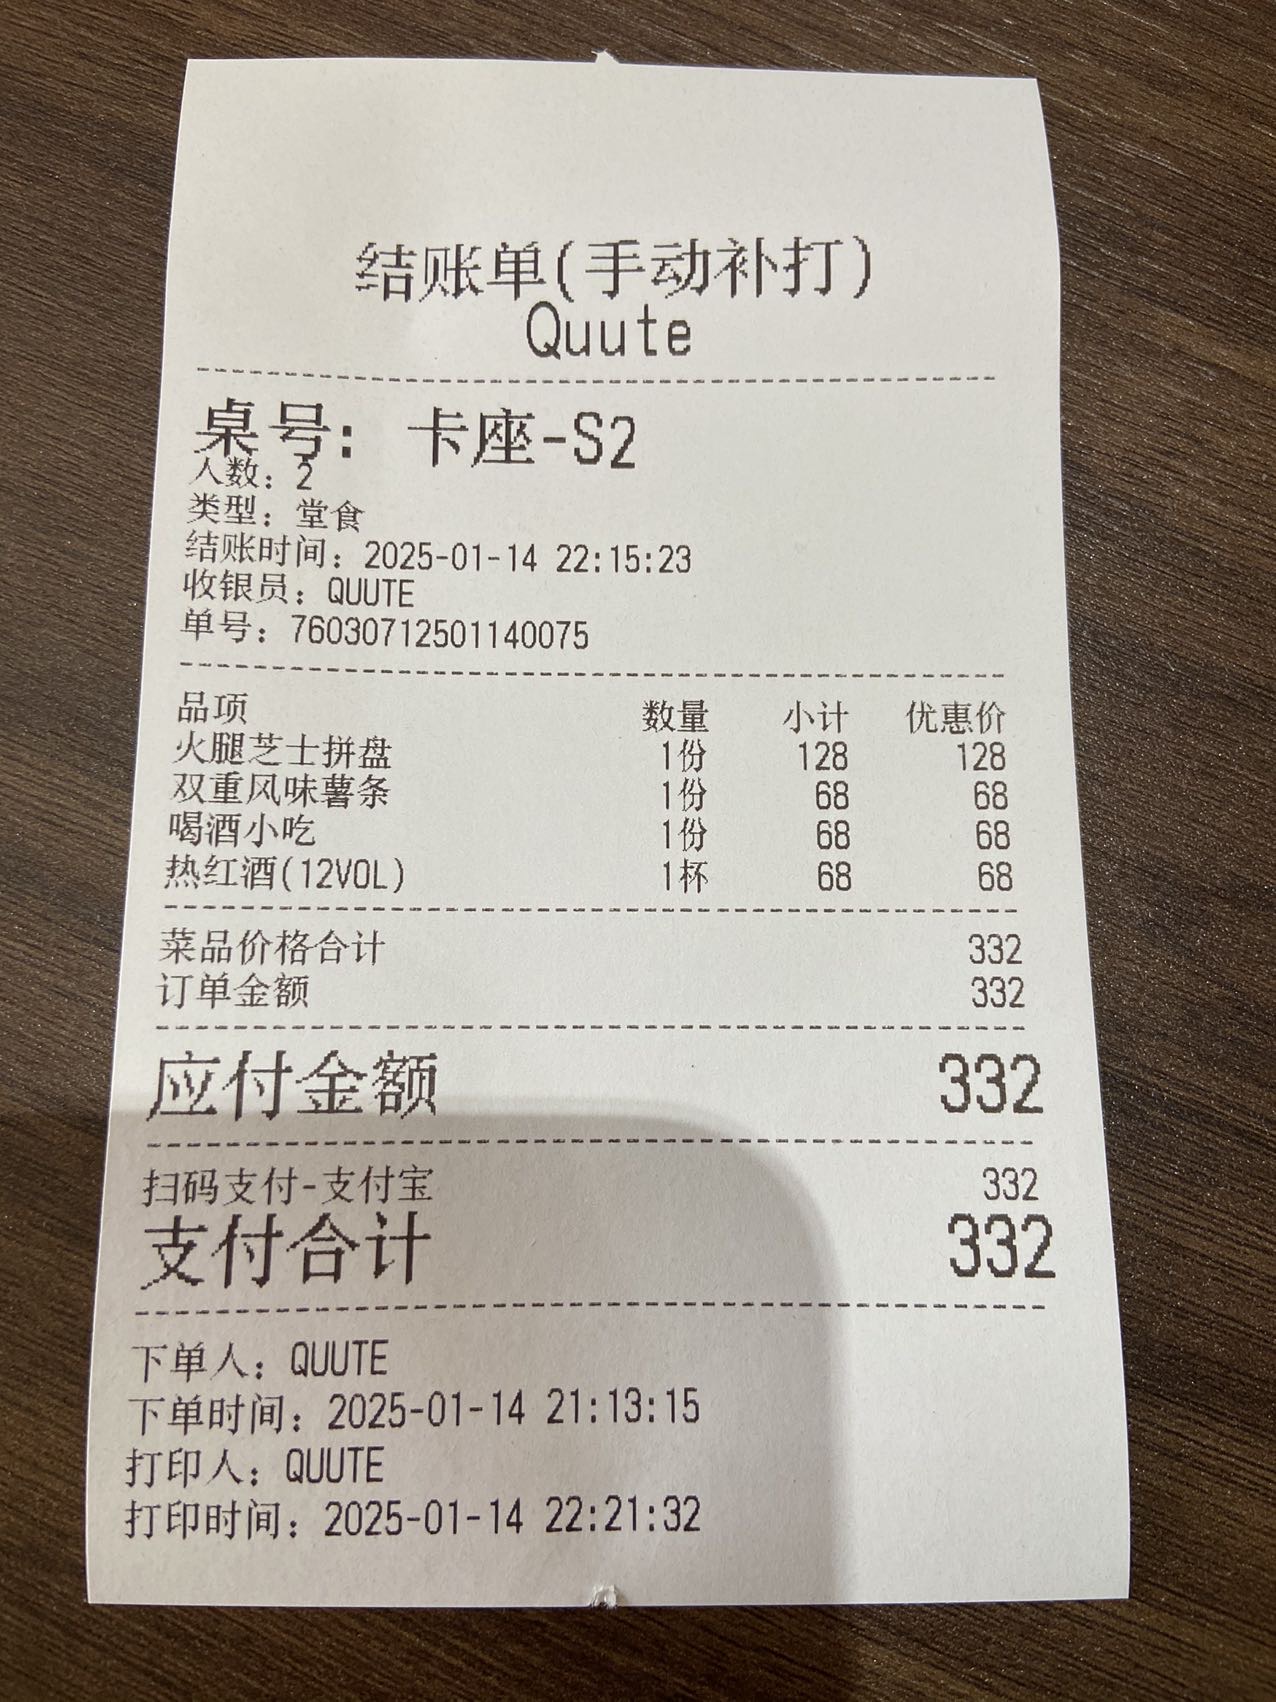 结账单(手动补打)
Quute
桌号: 卡座-S2
人数: 2
类型: 堂食
结账时间: 2025-01-14 22:15:23
收银员: QUUTE
单号: 76030712501140075
品项 数量 小计 优惠价
火腿芝士拼盘 1份 128 128
双重风味薯条 1份 68 68
喝酒小吃 1份 68 68
热红酒(12VOL) 1杯 68 68
菜品价格合计 332
订单金额 332
应付金额 332
扫码支付-支付宝 332
支付合计 332
下单人: QUUTE
下单时间: 2025-01-14 21:13:15
打印人: QUUTE
打印时间: 2025-01-14 22:21:32